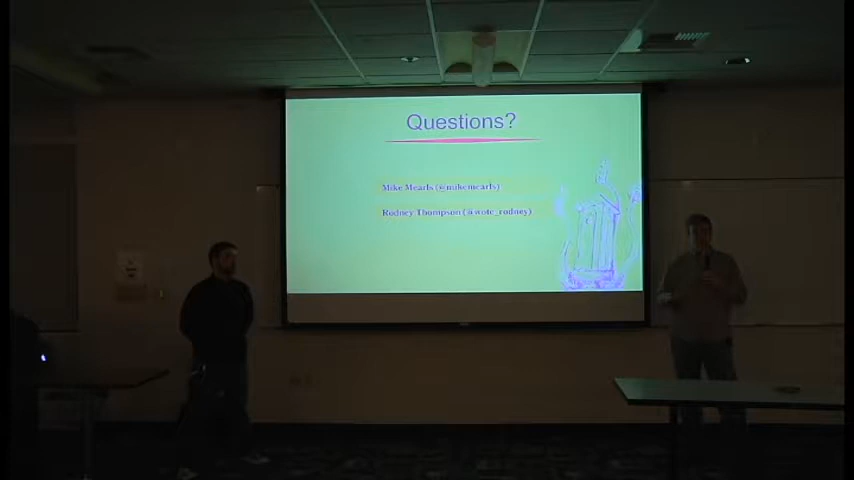 Questions?
Mike Mearls (@mikemearls)
Rodney Thompson (@wotc_rodney)